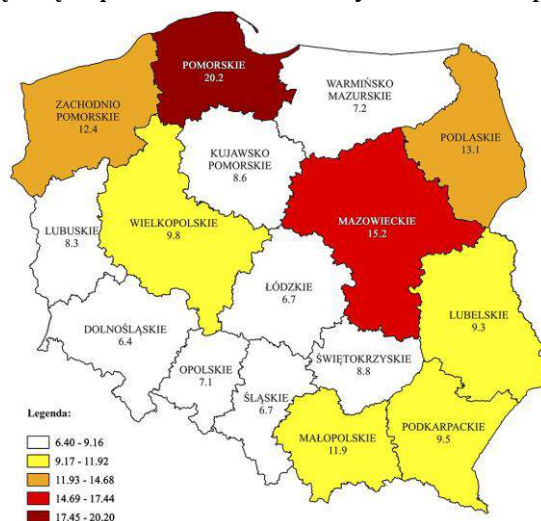 POMORSKIE
20.2
WARMIŃSKO
MAZURSKIE
7.2
ZACHODNIO
POMORSKIE
12.4
PODLASKIE
13.1
KUJAWSKO
POMORSKIE
8.6
LUBUSKIE
8.3
WIELKOPOLSKIE
9.8
MAZOWIECKIE
15.2
ŁÓDZKIE
6.7
LUBELSKIE
9.3
DOLNOŚLĄSKIE
6.4
OPOLSKIE
7.1
ŚLĄSKIE
6.7
ŚWIĘTOKRZYSKIE
8.8
MAŁOPOLSKIE
11.9
PODKARPACKIE
9.5
Legenda:
6.40 - 9.16
9.17 - 11.92
11.93 - 14.68
14.69 - 17.44
17.45 - 20.20